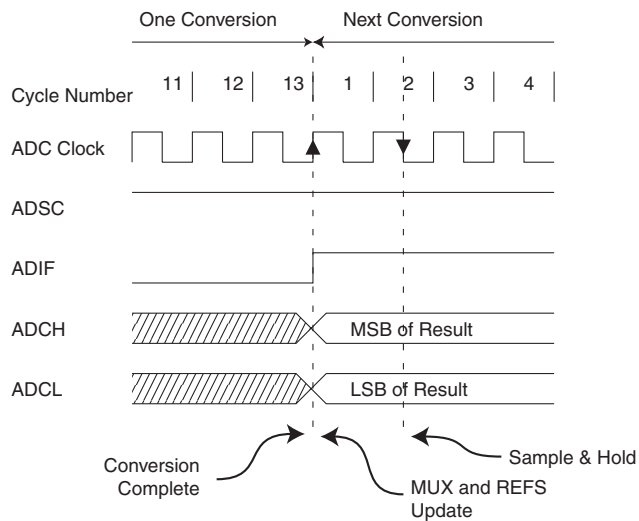 One Conversion Next Conversion
Cycle Number 11 12 13 1 2 3 4
ADC Clock
ADSC
ADIF
ADCH MSB of Result
ADCL LSB of Result
Conversion
Complete
MUX and REFS
Update
Sample & Hold